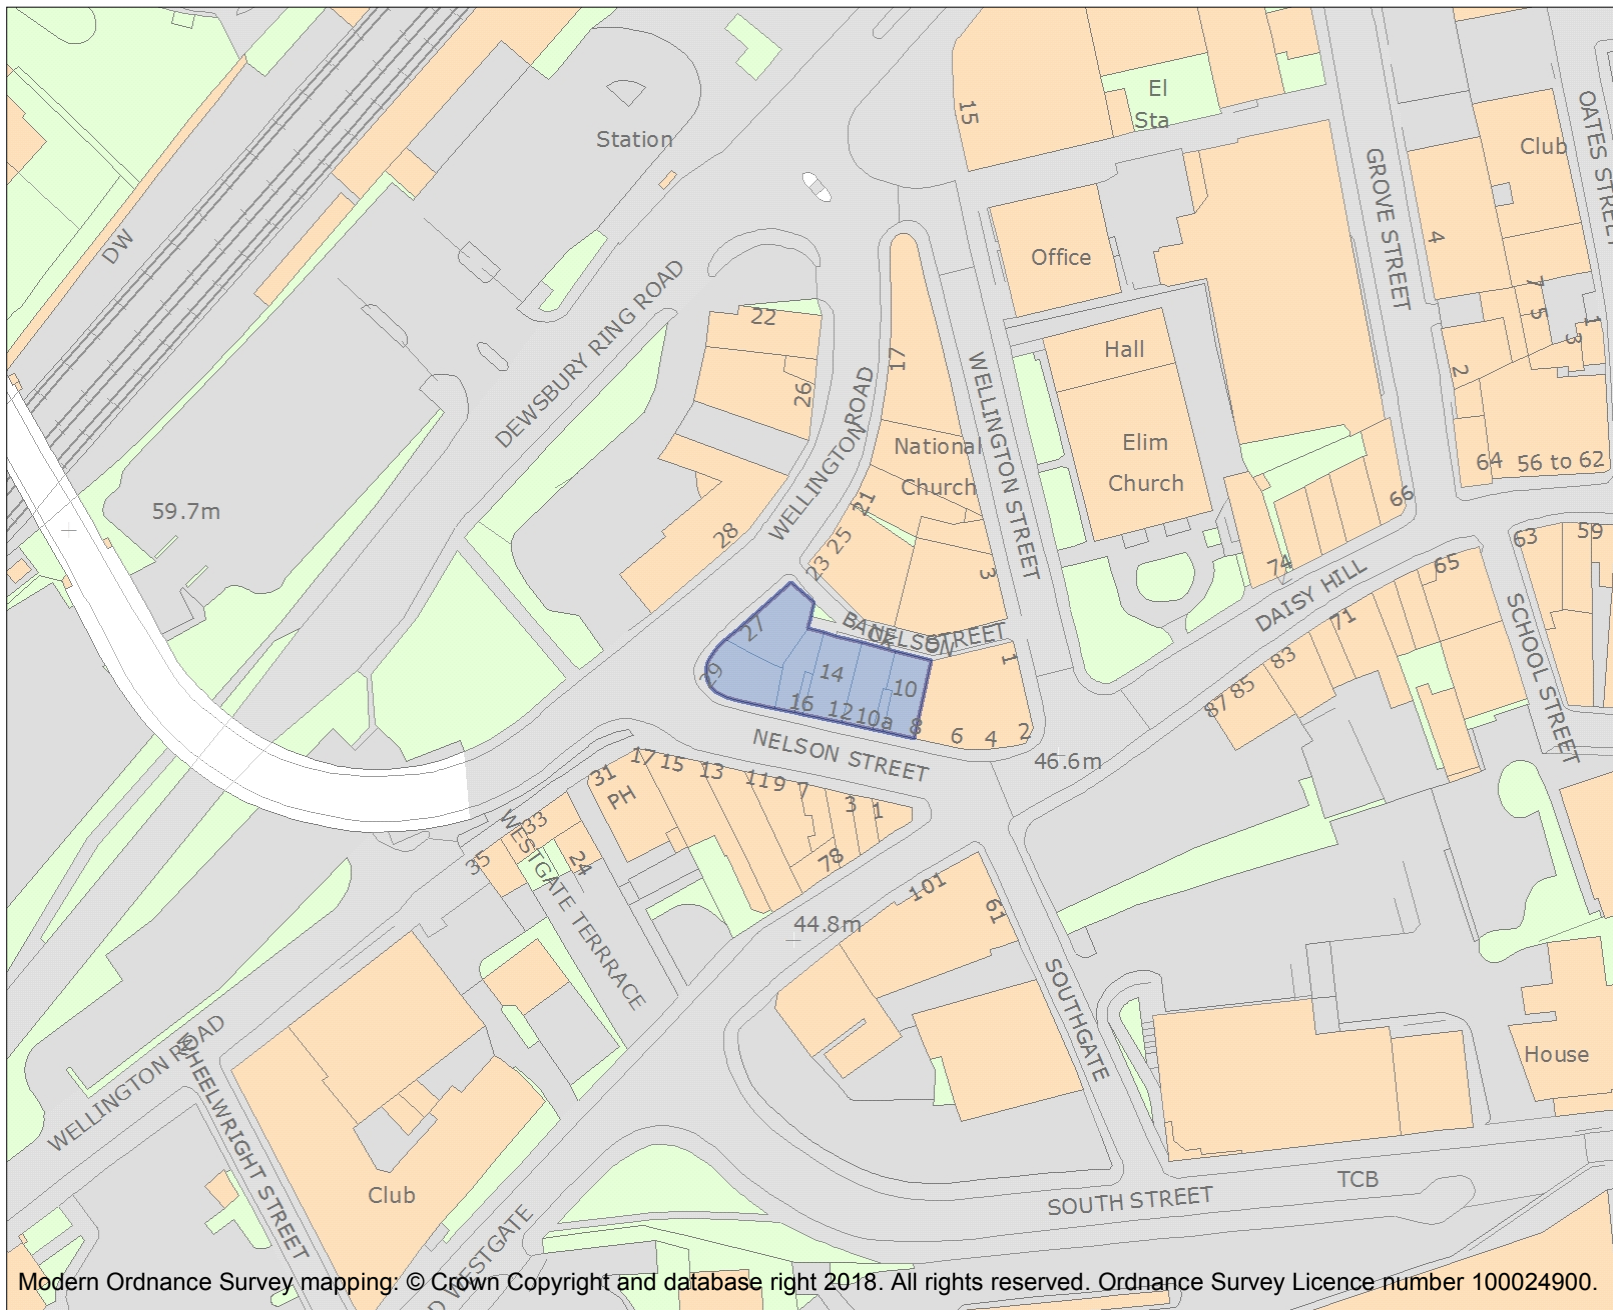 El
Sta
15
Station
GROVE STREET
Club
OATES STREET
DW
4
Office
DEWSBURY RING ROAD
22
26
17
WELLINGTON ROAD
WELLINGTON STREET
Hall
7
5
1
3
2
National
Church
Elim
Church
64
56 to 62
66
59.7m
28
21
25
23
3
74
DAISY HILL
65
63
59
SCHOOL STREET
BACK NELSON STREET
27
29
14
10
16
12
10a
8
6
4
2
1
71
83
85
87
NELSON STREET
46.6m
31
PH
17
15
13
11
9
7
3
1
78
33
35
24
WESTGATE TERRRACE
101
61
44.8m
SOUTHGATE
WELLINGTON ROAD
WHEELWRIGHT STREET
Club
House
TCB
SOUTH STREET
D WESTGATE
Modern Ordnance Survey mapping: © Crown Copyright and database right 2018. All rights reserved. Ordnance Survey Licence number 100024900.